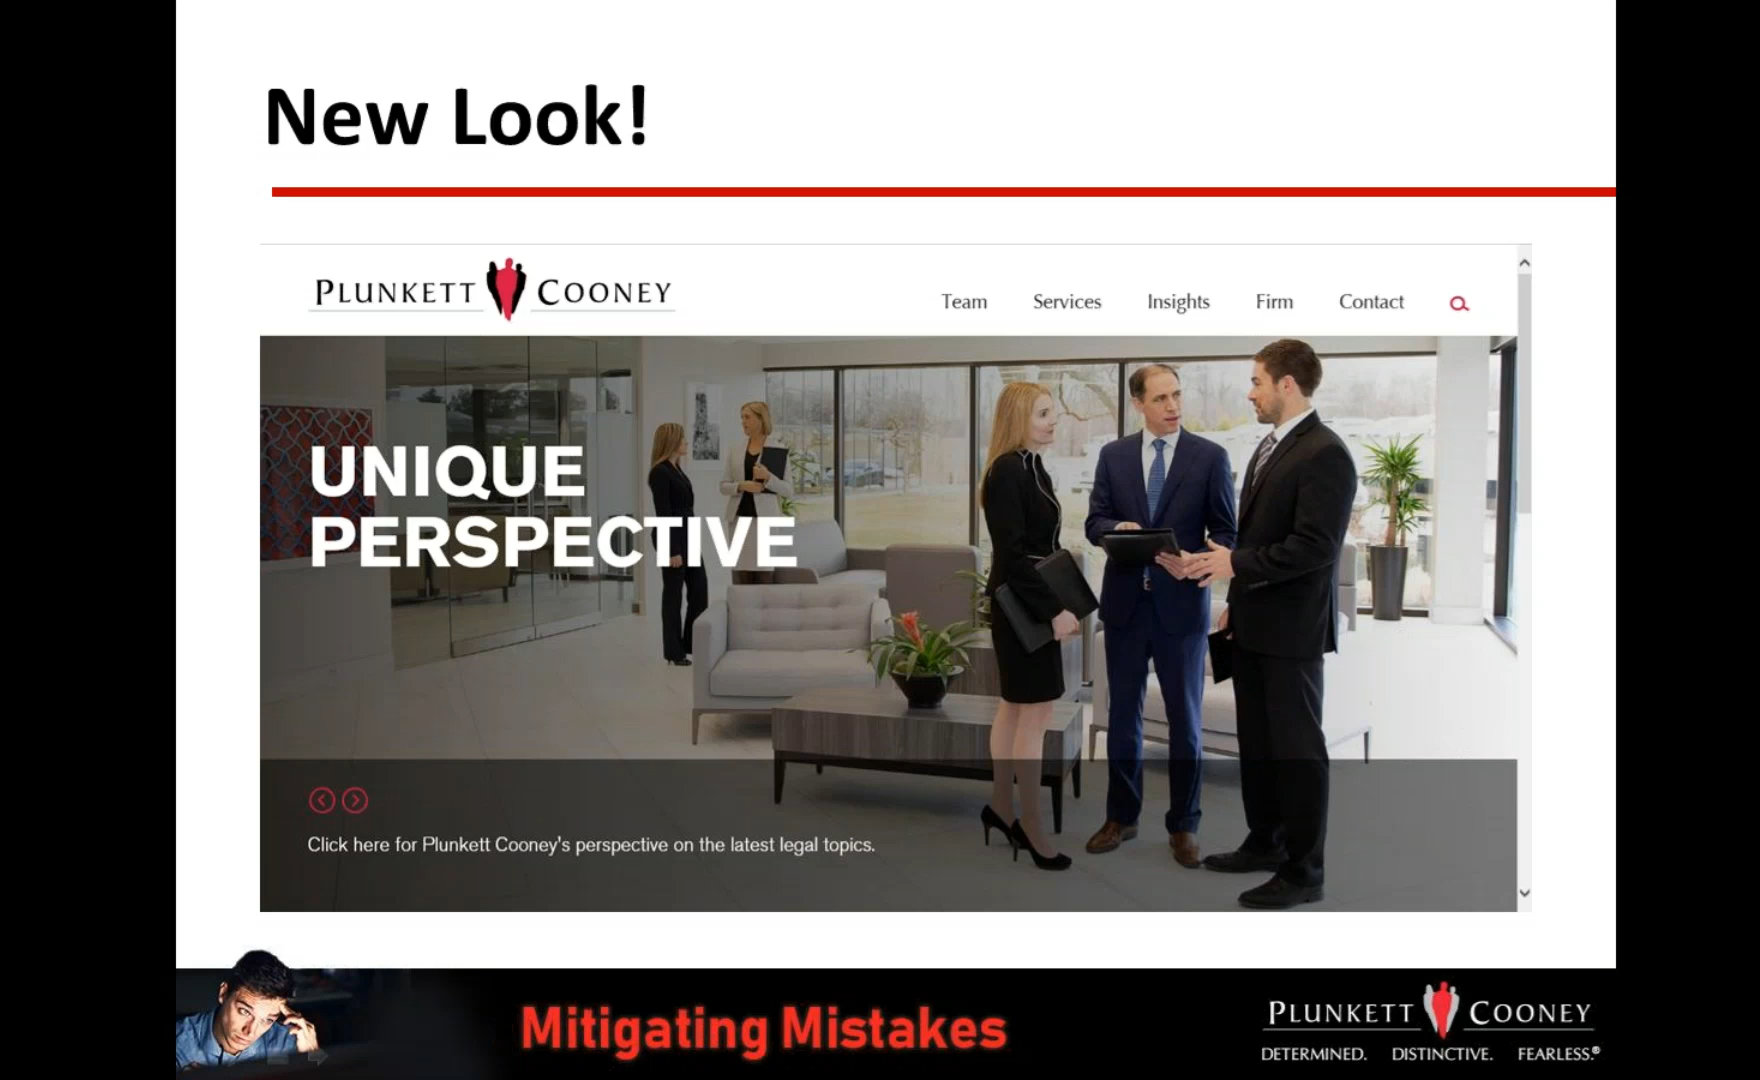 New Look!
PLUNKETT COONEY
Team Services Insights Firm Contact
UNIQUE
PERSPECTIVE
Click here for Plunkett Cooney's perspective on the latest legal topics.
Mitigating Mistakes
PLUNKETT COONEY
DETERMINED. DISTINCTIVE. FEARLESS.®